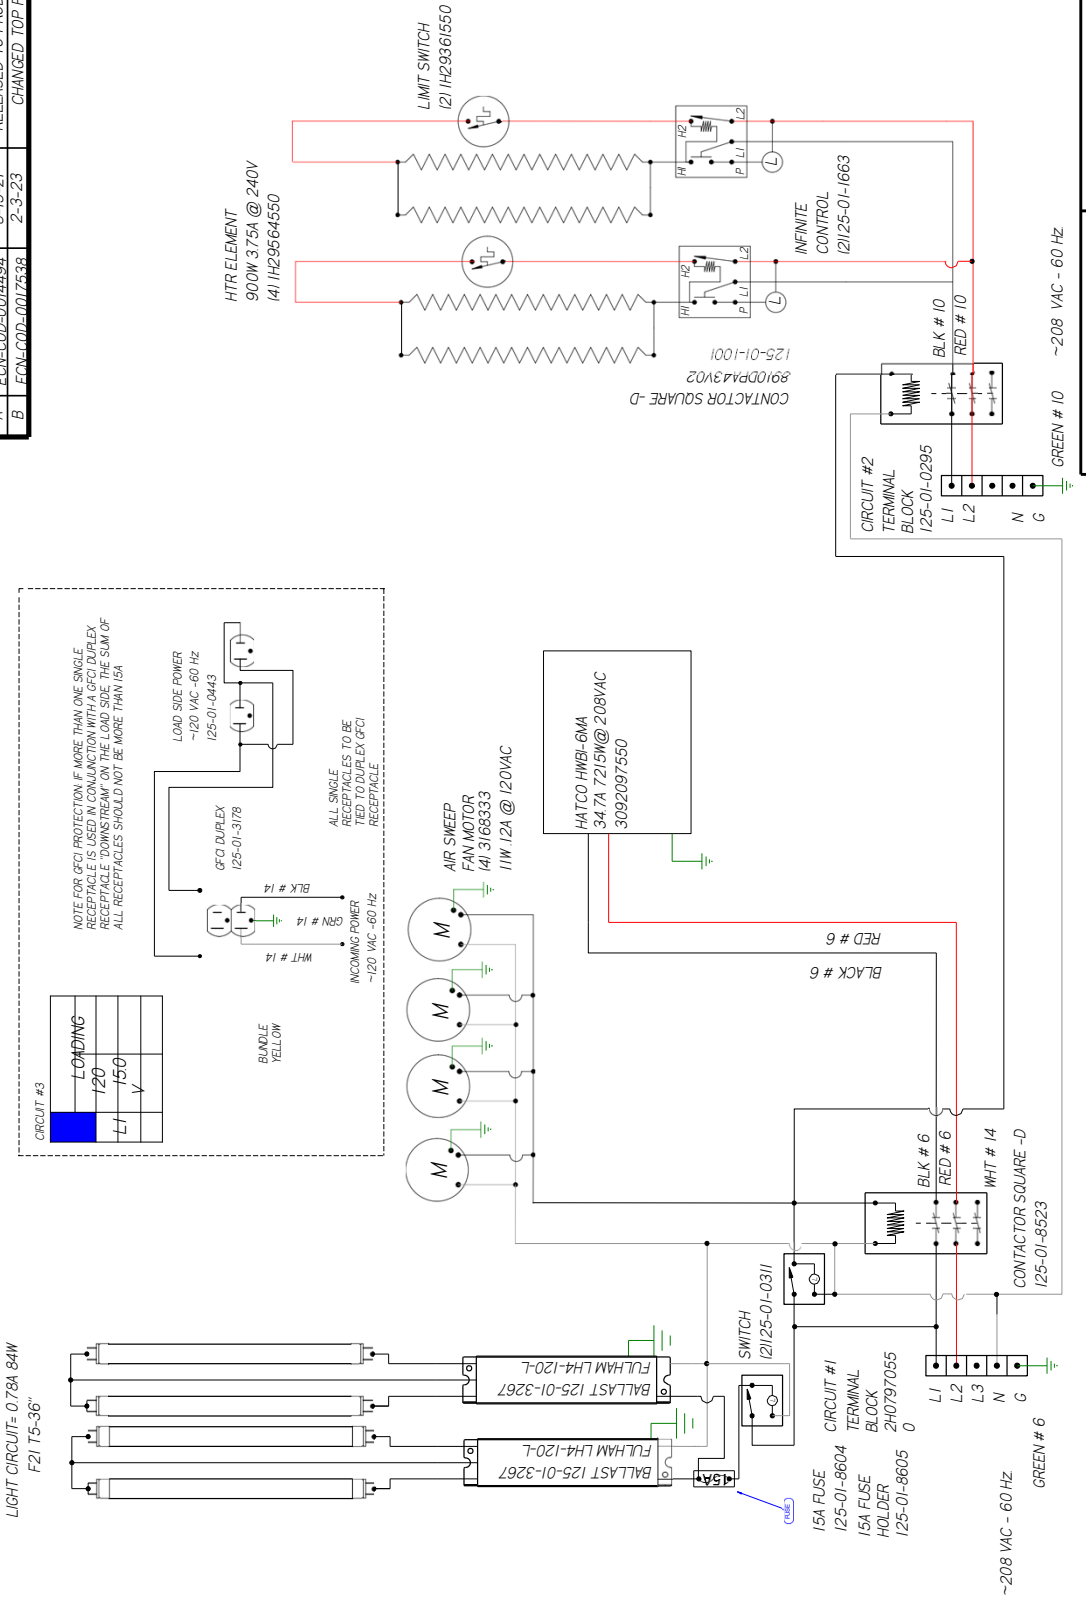 B
ECN-COD-0017538
2-3-23
CHANGED TOP
LIMIT SWITCH
(2) 1H29361550
HTR ELEMENT
900W 3.75A @ 240V
(4) 1H29564550
H1
H2
P
L1
L2
L
H1
H2
P
L1
L2
L
INFINITE
CONTROL
(2)125-01-1663
CONTACTOR SQUARE -D
8910DPA43V02
125-01-1001
BLK # 10
RED # 10
~208 VAC - 60 Hz.
GREEN # 10
CIRCUIT #2
TERMINAL
BLOCK
125-01-0295
L1
L2
N
G
NOTE FOR GFCI PROTECTION: IF MORE THAN ONE SINGLE
RECEPTACLE IS USED IN CONJUNCTION WITH A GFCI DUPLEX
RECEPTACLE "DOWNSTREAM" ON THE LOAD SIDE, THE SUM OF
ALL RECEPTACLES SHOULD NOT BE MORE THAN 15A
LOAD SIDE POWER
~120 VAC -60 Hz
125-01-0443
GFCI DUPLEX
125-01-3178
ALL SINGLE
RECEPTACLES TO BE
TIED TO DUPLEX GFCI
RECEPTACLE
BLK # 14
GRN # 14
WHT # 14
INCOMING POWER
~120 VAC -60 Hz
BUNDLE
YELLOW
CIRCUIT #3
LOADING
120
L1
15.0
V
AIR SWEEP
FAN MOTOR
(4) 3168333
11W .12A @ 120VAC
M
M
M
M
HATCO HWBI-6MA
34.7A 7215W@ 208VAC
3092097550
RED # 6
BLACK # 6
BLK # 6
RED # 6
WHT # 14
CONTACTOR SQUARE -D
125-01-8523
SWITCH
(2)125-01-0311
L
L
LIGHT CIRCUIT= 0.78A 84W
F21 T5-36"
BALLAST 125-01-3267
FULHAM LH4-120-L
BALLAST 125-01-3267
FULHAM LH4-120-L
15A
FUSE
15A FUSE
125-01-8604
15A FUSE
HOLDER
125-01-8605
CIRCUIT #1
TERMINAL
BLOCK
2H0797055
0
L1
L2
L3
N
G
GREEN # 6
~208 VAC - 60 Hz.